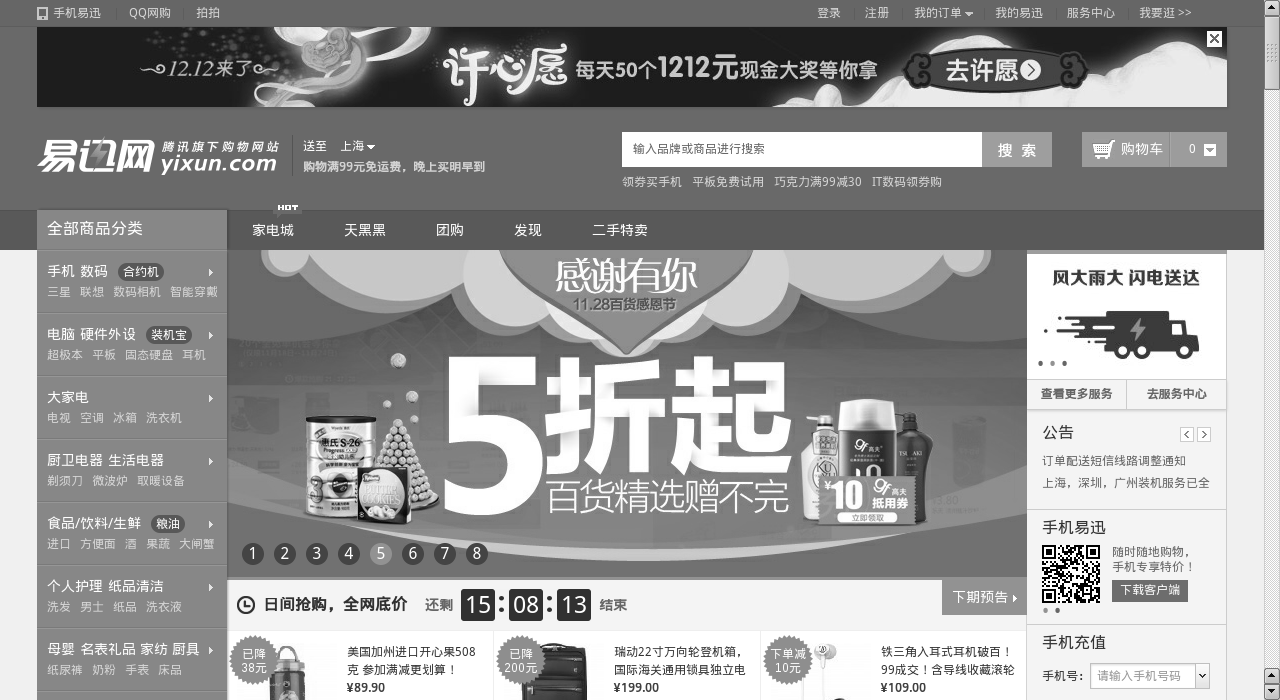 手机易迅 QQ网购 拍拍 登录 注册 我的订单 我的易迅 服务中心 我要逛 >>
12.12来了 许心愿 每天50个1212元现金大奖等你拿 去许愿
易迅网 腾讯旗下购物网站
yixun.com
送至 上海
购物满99元免运费，晚上买明早到
输入品牌或商品进行搜索 搜 索 购物车 0
领券买手机 平板免费试用 巧克力满99减30 IT数码领券购
全部商品分类 家电城 天黑黑 团购 发现 二手特卖
手机 数码 合约机
三星 联想 数码相机 智能穿戴
电脑 硬件外设 装机宝
超极本 平板 固态硬盘 耳机
大家电
电视 空调 冰箱 洗衣机
厨卫电器 生活电器
剃须刀 微波炉 取暖设备
食品/饮料/生鲜 粮油
进口 方便面 酒 果蔬 大闸蟹
个人护理 纸品清洁
洗发 男士 纸品 洗衣液
母婴 名表礼品 家纺 厨具
纸尿裤 奶粉 手表 床品
感谢有你
11.28百货感恩节
5折起
百货精选赠不完
惠氏 S-26
Progress
高夫
¥10 高夫 抵用券
立即领取
1 2 3 4 5 6 7 8
日间抢购，全网底价 还剩 15:08:13 结束 下期预告
已降
38元
美国加州进口开心果508
克 参加满减更划算！
¥89.90
已降
200元
瑞动22寸万向轮登机箱，
国际海关通用锁具独立电
¥199.00
下单减
10元
铁三角入耳式耳机破百！
99成交！含导线收藏滚轮
¥109.00
风大雨大 闪电送达
查看更多服务 去服务中心
公告
订单配送短信线路调整通知
上海，深圳，广州装机服务已全
手机易迅
随时随地购物，
手机专享特价！
下载客户端
手机充值
手机号: 请输入手机号码